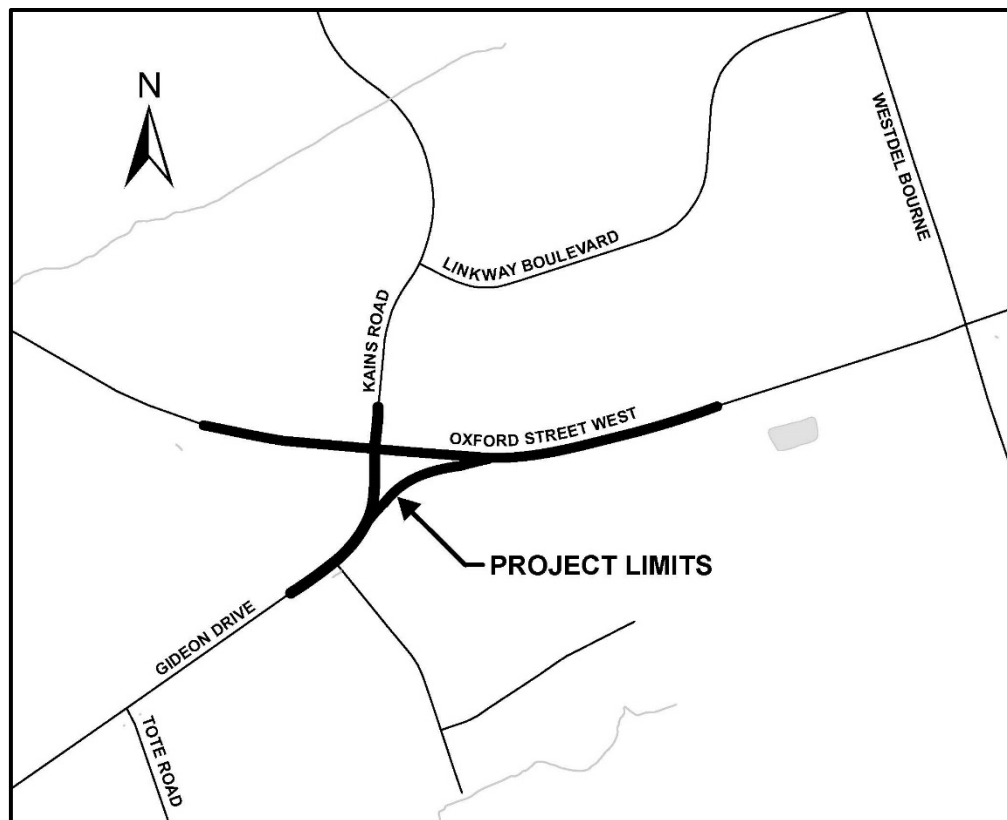 N
WESTDEL BOURNE
LINKWAY BOULEVARD
KAINS ROAD
OXFORD STREET WEST
PROJECT LIMITS
GIDEON DRIVE
TOTE ROAD